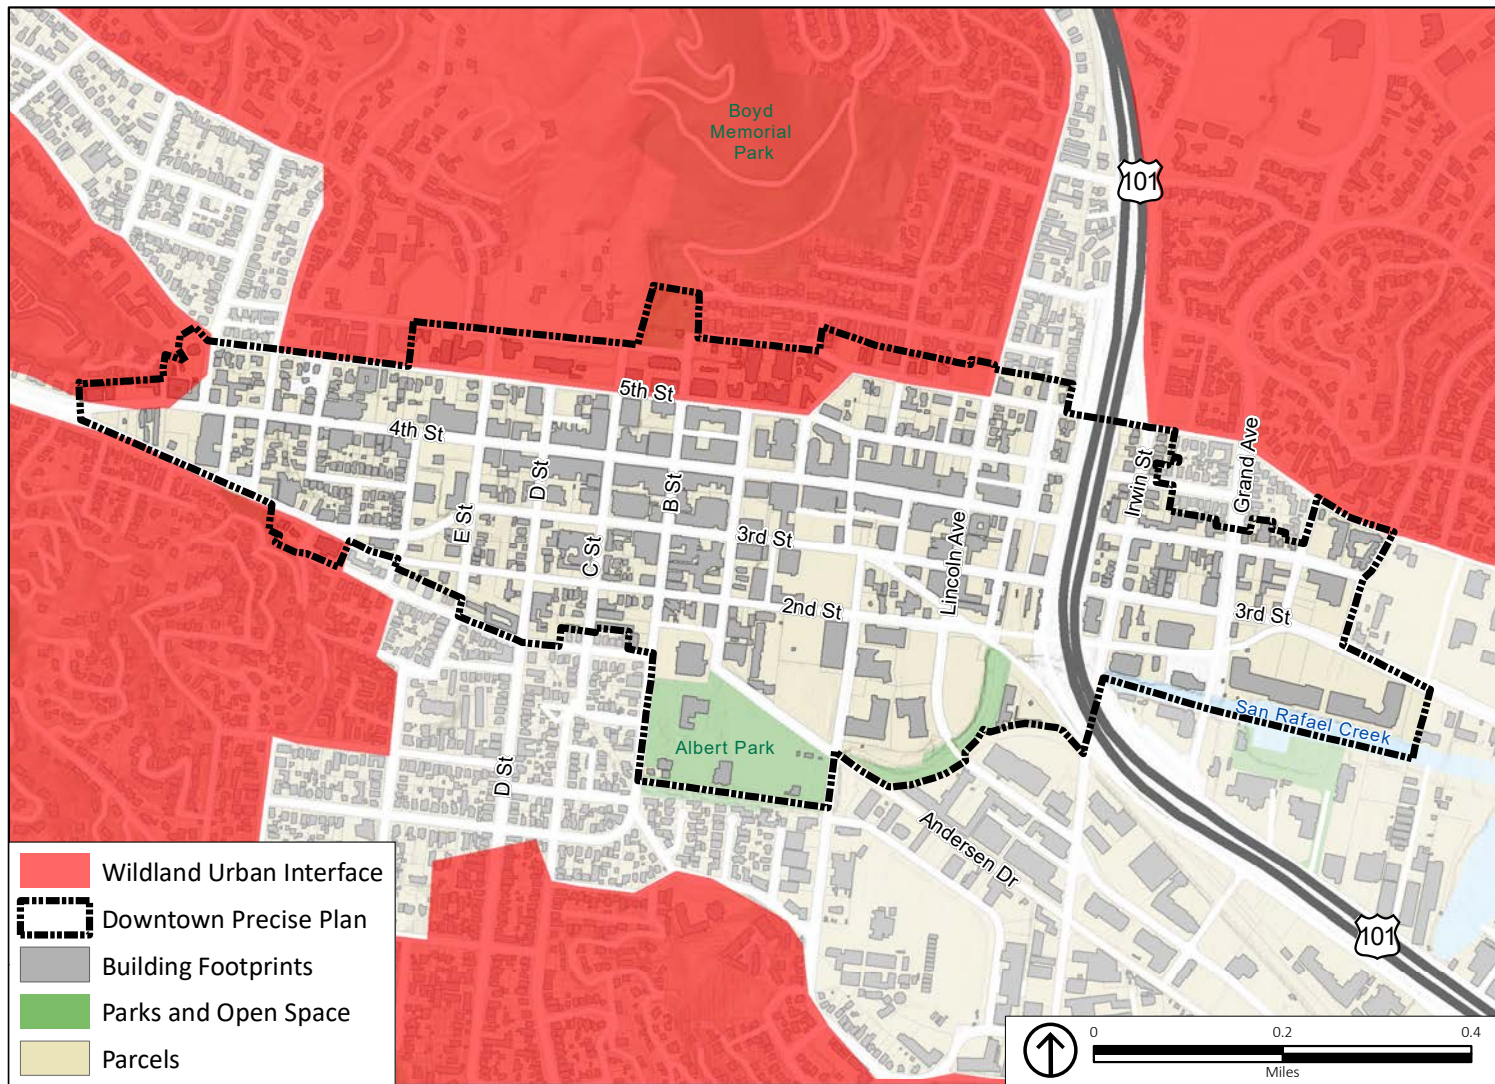 Boyd
Memorial
Park
101
5th St
4th St
Irwin St
Grand Ave
D St
B St
E St
C St
3rd St
Lincoln Ave
2nd St
3rd St
San Rafael Creek
Albert Park
D St
Andersen Dr
101
Wildland Urban Interface
Downtown Precise Plan
Building Footprints
Parks and Open Space
Parcels
0 0.2 0.4
Miles